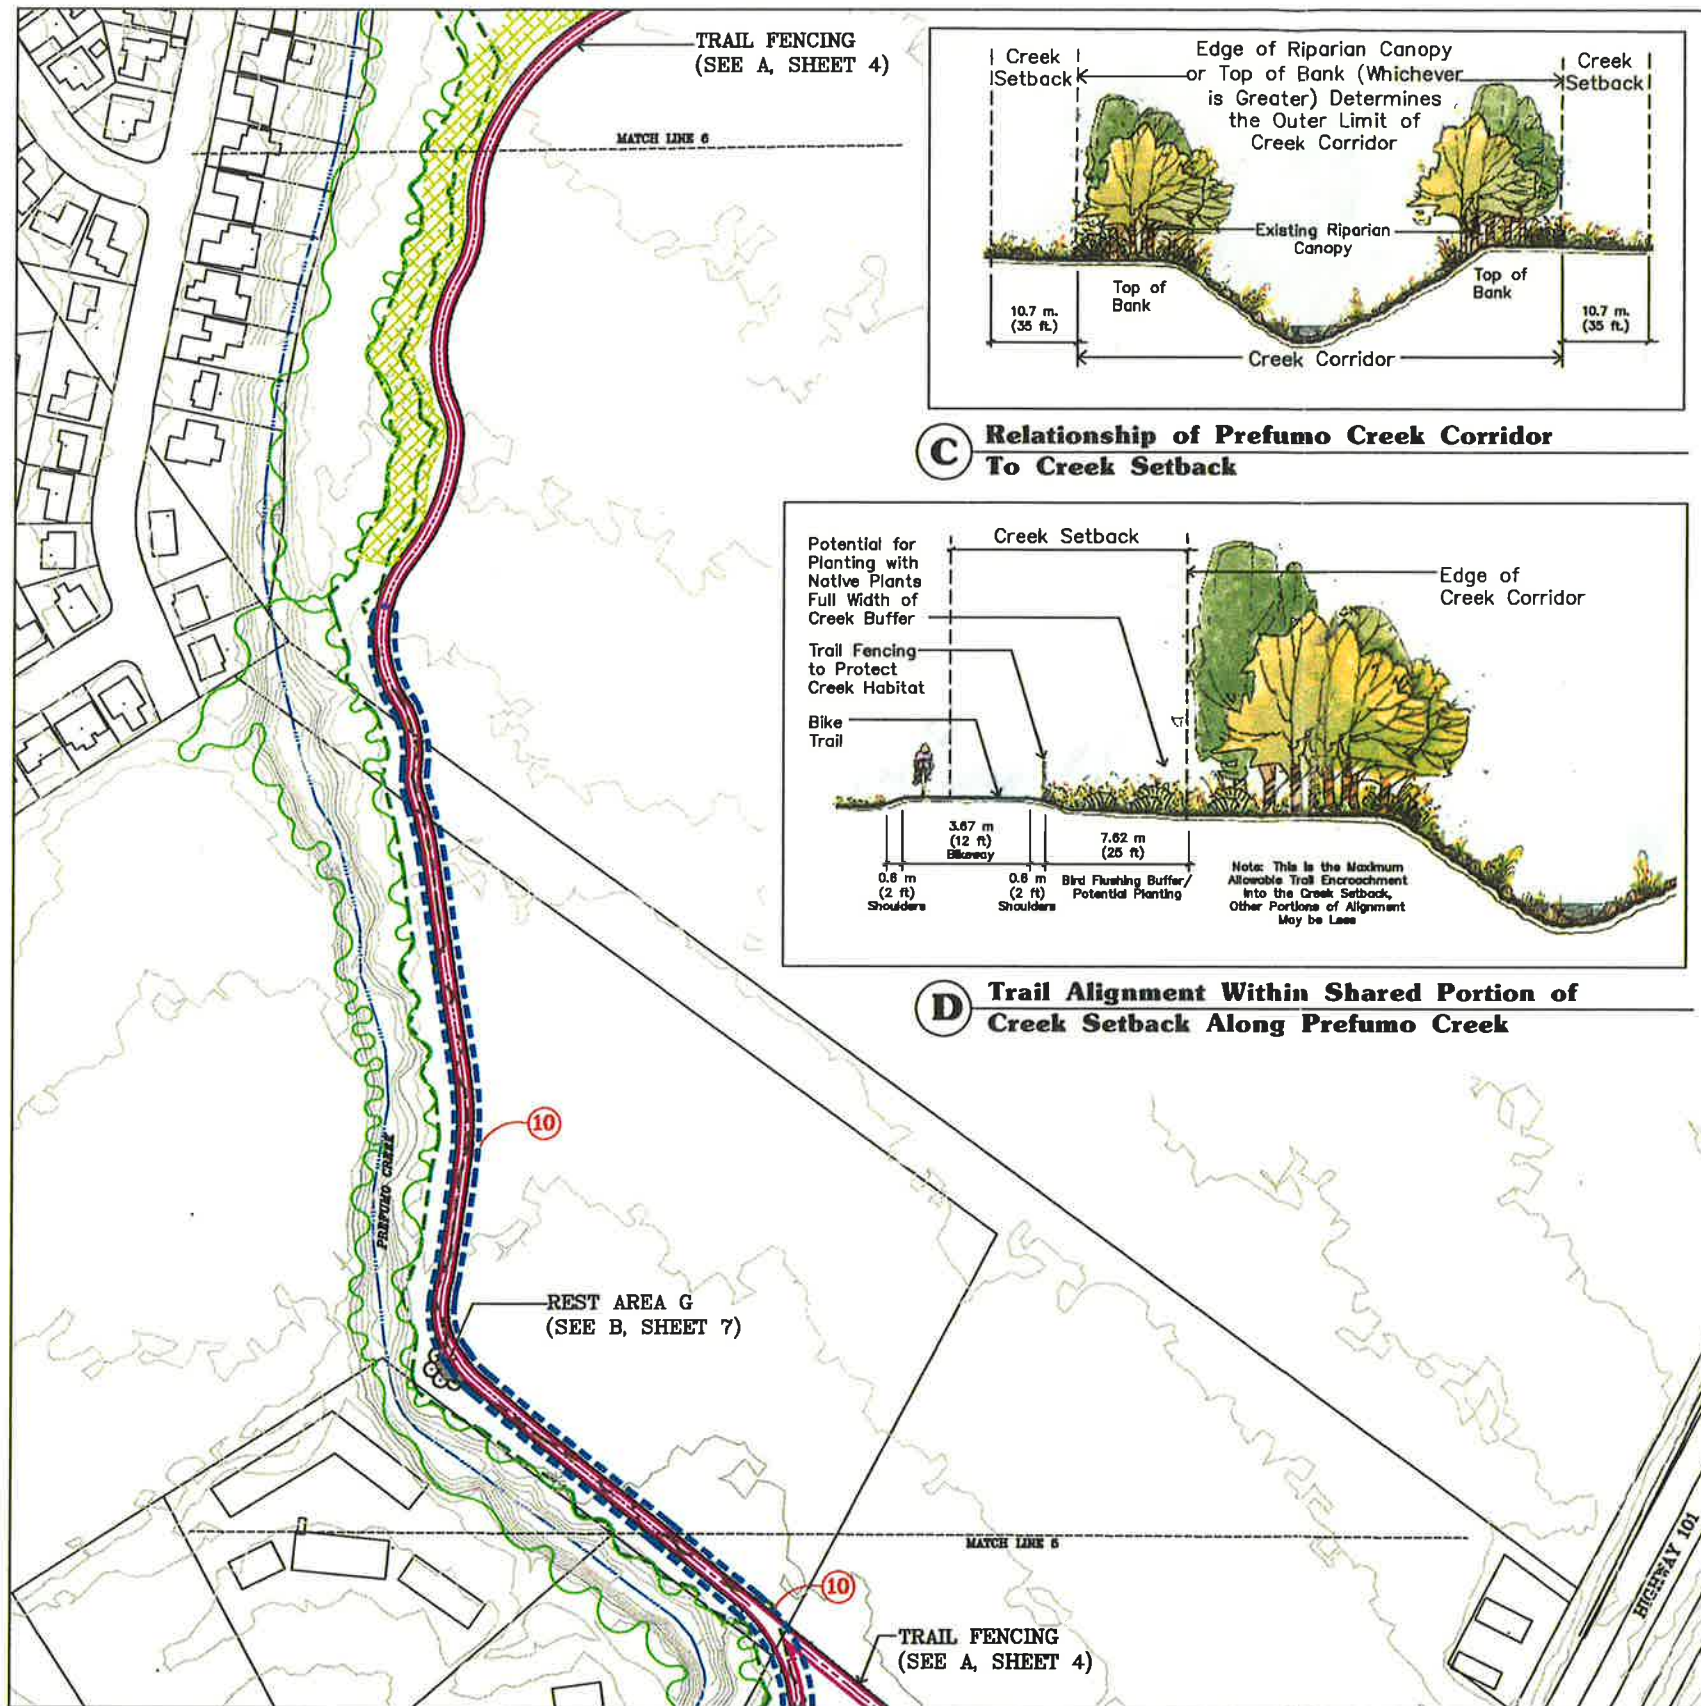 TRAIL FENCING
(SEE A, SHEET 4)
MATCH LINE 6
Creek
Setback
Edge of Riparian Canopy
or Top of Bank (Whichever
is Greater) Determines
the Outer Limit of
Creek Corridor
Creek
Setback
Existing Riparian
Canopy
Top of
Bank
Top of
Bank
10.7 m.
(35 ft.)
10.7 m.
(35 ft.)
Creek Corridor
C
Relationship of Prefumo Creek Corridor
To Creek Setback
Potential for
Planting with
Native Plants
Full Width of
Creek Buffer
Creek Setback
Edge of
Creek Corridor
Trail Fencing
to Protect
Creek Habitat
Bike
Trail
3.67 m
(12 ft)
Bikeway
7.62 m
(25 ft)
0.6 m
(2 ft)
Shoulders
0.6 m
(2 ft)
Shoulders
Bird Flushing Buffer/
Potential Planting
Note: This is the Maximum
Allowable Trail Encroachment
into the Creek Setback,
Other Portions of Alignment
May be Less
D
Trail Alignment Within Shared Portion of
Creek Setback Along Prefumo Creek
10
PREFUMO CREEK
REST AREA G
(SEE B, SHEET 7)
MATCH LINE 5
10
HIGHWAY 101
TRAIL FENCING
(SEE A, SHEET 4)